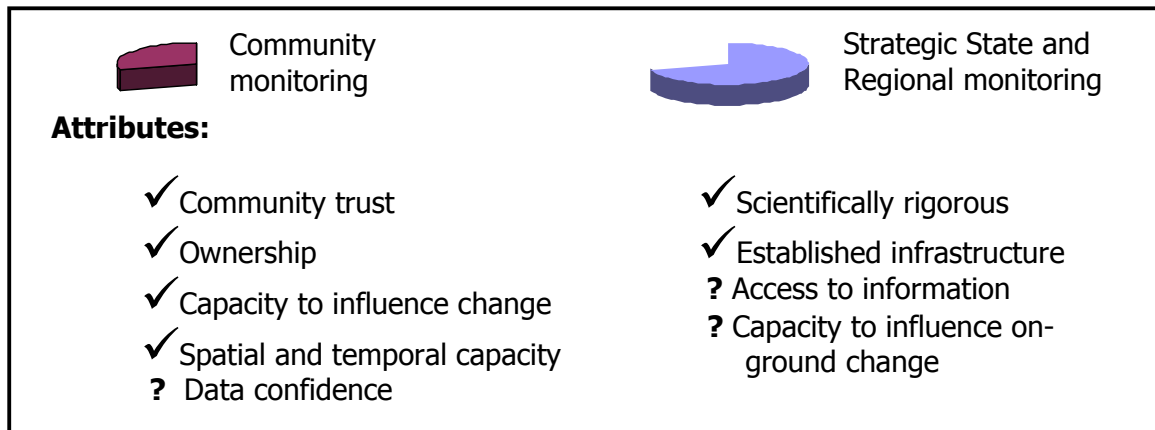 Community
monitoring
Strategic State and
Regional monitoring
Attributes:
✓Community trust
✓Ownership
✓Capacity to influence change
✓Spatial and temporal capacity
? Data confidence
✓Scientifically rigorous
✓Established infrastructure
? Access to information
? Capacity to influence on-
ground change